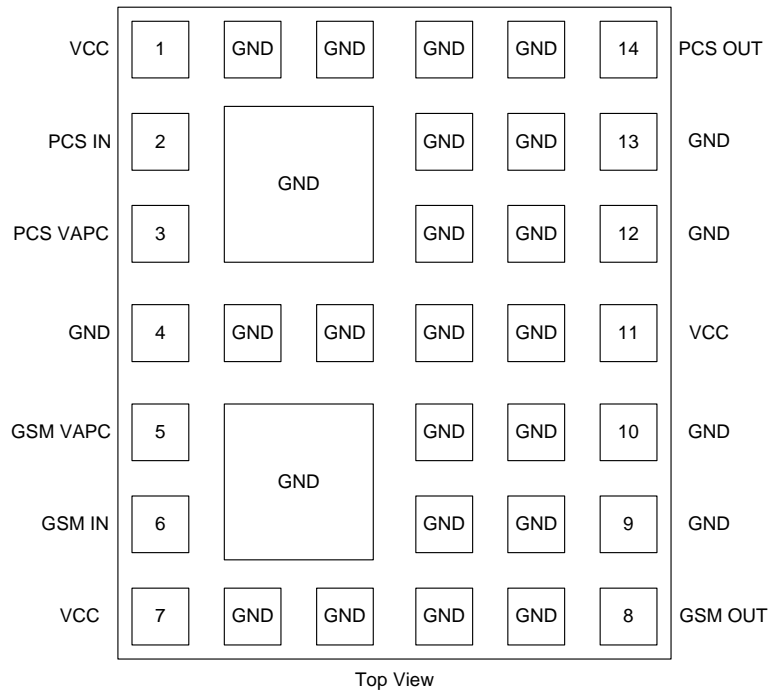 VCC 1 GND GND GND GND 14 PCS OUT
PCS IN 2 GND GND 13 GND
GND
PCS VAPC 3 GND GND 12 GND
GND 4 GND GND GND GND 11 VCC
GSM VAPC 5 GND GND 10 GND
GND
GSM IN 6 GND GND 9 GND
VCC 7 GND GND GND GND 8 GSM OUT
Top View